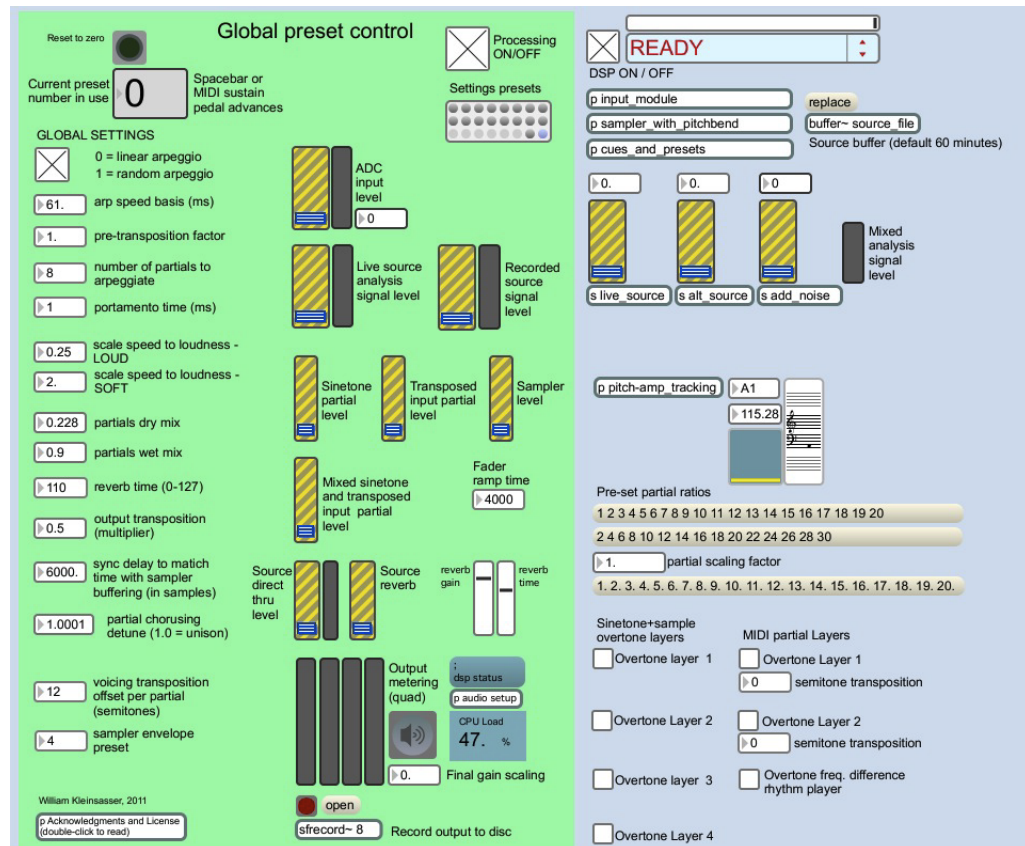 Global preset control
Reset to zero
Current preset
number in use
0
Spacebar or
MIDI sustain
pedal advances
Processing
ON/OFF
Settings presets
GLOBAL SETTINGS
0 = linear arpeggio
1 = random arpeggio
61.
arp speed basis (ms)
1.
pre-transposition factor
8
number of partials to
arpeggiate
1
portamento time (ms)
0.25
scale speed to loudness -
LOUD
2.
scale speed to loudness -
SOFT
0.228
partials dry mix
0.9
partials wet mix
110
reverb time (0-127)
0.5
output transposition
(multiplier)
6000.
sync delay to matich
time with sampler
buffering (in samples)
1.0001
partial chorusing
detune (1.0 = unison)
12
voicing transposition
offset per partial
(semitones)
4
sampler envelope
preset
William Kleinsasser, 2011
p Acknowledgments and License
(double-click to read)
ADC
input
level
0
Live source
analysis
signal level
Recorded
source
signal
level
Sinetone
partial
level
Transposed
input partial
level
Sampler
level
Mixed sinetone
and transposed
input partial
level
Fader
ramp time
4000
Source
direct
thru
level
Source
reverb
reverb
gain
reverb
time
Output
metering
(quad)
;
dsp status
p audio setup
CPU Load
47. %
0.
Final gain scaling
open
sfrecord~ 8
Record output to disc
READY
DSP ON / OFF
p input_module
p sampler_with_pitchbend
p cues_and_presets
replace
buffer~ source_file
Source buffer (default 60 minutes)
0.
0.
0
s live_source
s alt_source
s add_noise
Mixed
analysis
signal
level
p pitch-amp_tracking
A1
115.28
Pre-set partial ratios
1 2 3 4 5 6 7 8 9 10 11 12 13 14 15 16 17 18 19 20
2 4 6 8 10 12 14 16 18 20 22 24 26 28 30
1.
partial scaling factor
1. 2. 3. 4. 5. 6. 7. 8. 9. 10. 11. 12. 13. 14. 15. 16. 17. 18. 19. 20.
Sinetone+sample
overtone layers
Overtone layer 1
Overtone Layer 2
Overtone layer 3
Overtone Layer 4
MIDI partial Layers
Overtone Layer 1
0
semitone transposition
Overtone Layer 2
0
semitone transposition
Overtone freq. difference
rhythm player